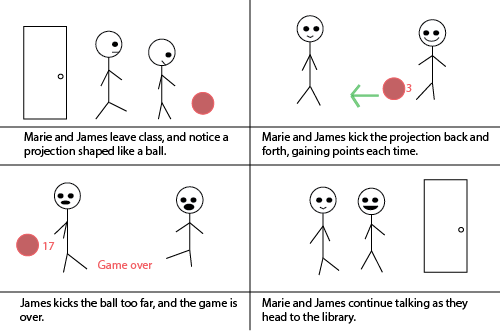 Marie and James leave class, and notice a
projection shaped like a ball.
3
Marie and James kick the projection back and
forth, gaining points each time.
17
Game over
James kicks the ball too far, and the game is
over.
Marie and James continue talking as they
head to the library.